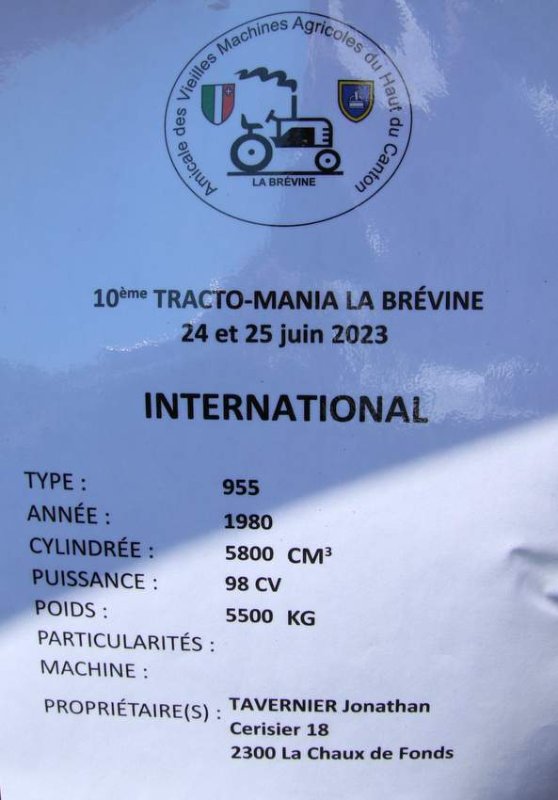 Amicale des Vieilles Machines Agricoles du Haut du Canton
LA BRÉVINE
10ème TRACTO-MANIA LA BRÉVINE
24 et 25 juin 2023
INTERNATIONAL
TYPE : 955
ANNÉE : 1980
CYLINDRÉE : 5800 CM³
PUISSANCE : 98 CV
POIDS : 5500 KG
PARTICULARITÉS :
MACHINE :
PROPRIÉTAIRE(S) : TAVERNIER Jonathan
Cerisier 18
2300 La Chaux de Fonds